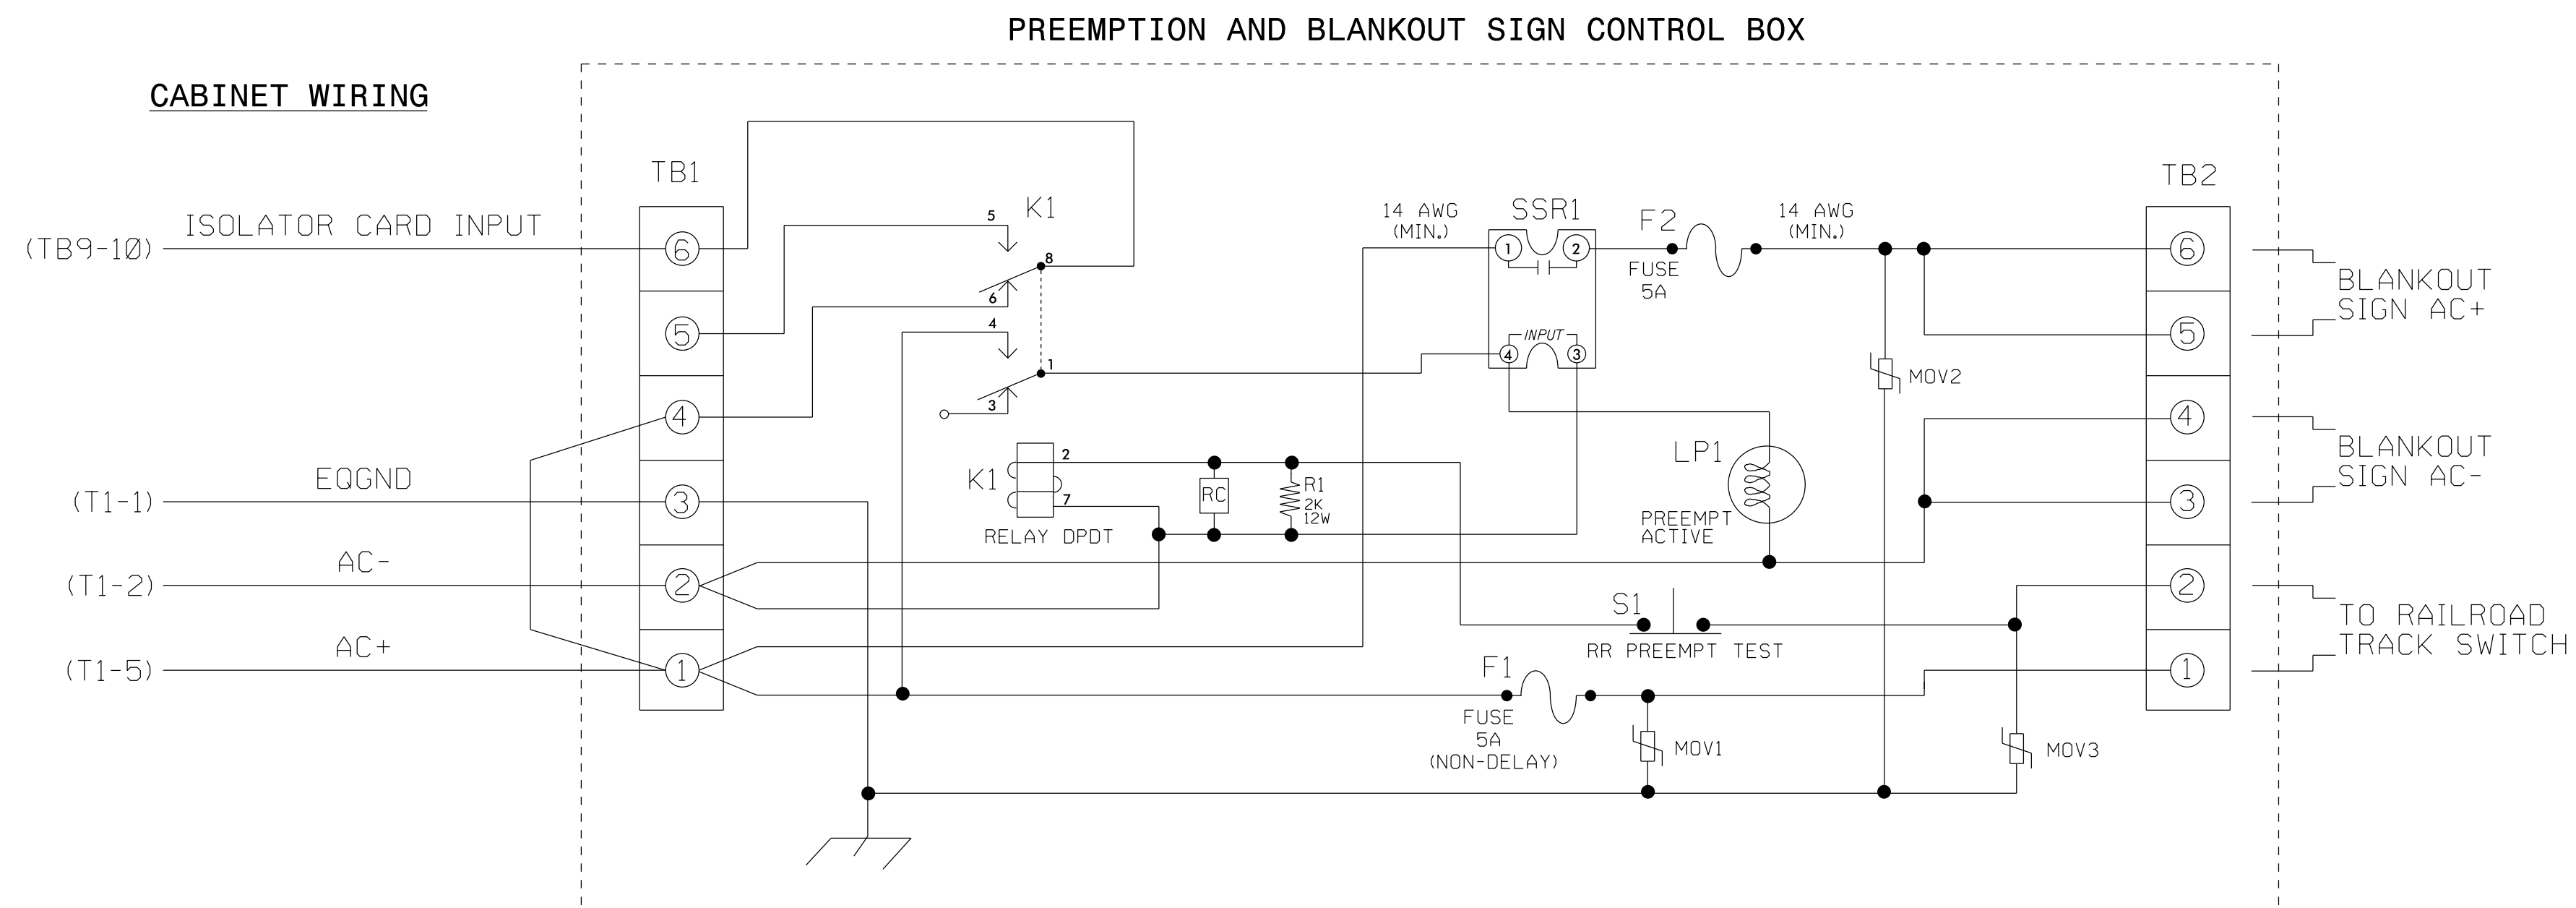 PREEMPTION AND BLANKOUT SIGN CONTROL BOX
CABINET WIRING
TB1
TB2
(TB9-10)
ISOLATOR CARD INPUT
6
5
4
3
2
1
EQGND
(T1-1)
AC-
(T1-2)
AC+
(T1-5)
K1
5
8
6
4
1
3
K1
2
7
RELAY DPDT
RC
R1
2K
12W
14 AWG
(MIN.)
SSR1
1
2
INPUT
4
3
F2
FUSE
5A
14 AWG
(MIN.)
MOV2
LP1
PREEMPT
ACTIVE
S1
RR PREEMPT TEST
F1
FUSE
5A
(NON-DELAY)
MOV1
MOV3
6
5
4
3
2
1
BLANKOUT
SIGN AC+
BLANKOUT
SIGN AC-
TO RAILROAD
TRACK SWITCH